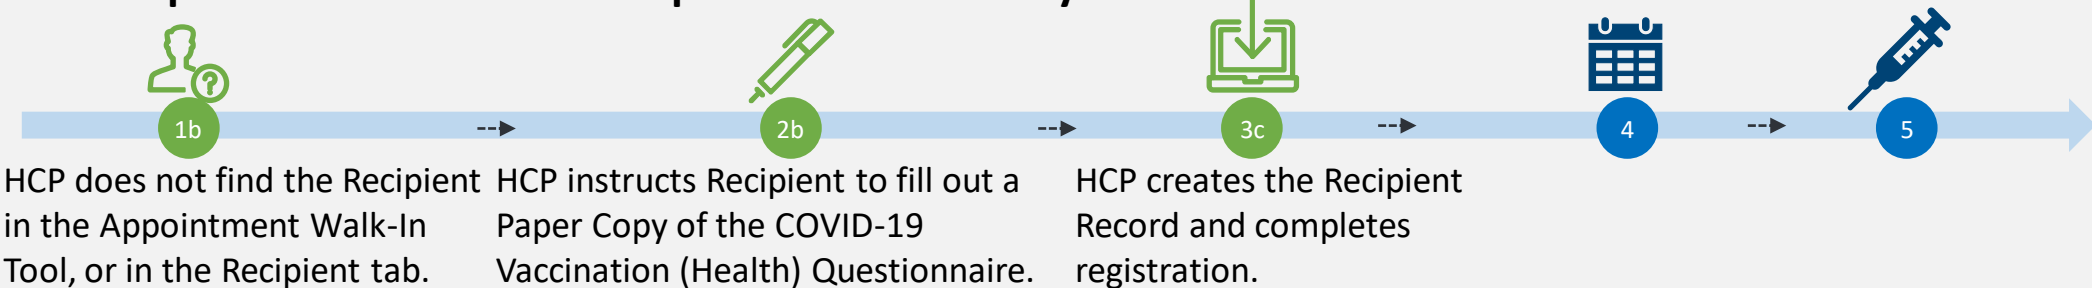 1b
2b
3c
4
5
HCP does not find the Recipient
in the Appointment Walk-In
Tool, or in the Recipient tab.
HCP instructs Recipient to fill out a
Paper Copy of the COVID-19
Vaccination (Health) Questionnaire.
HCP creates the Recipient
Record and completes
registration.